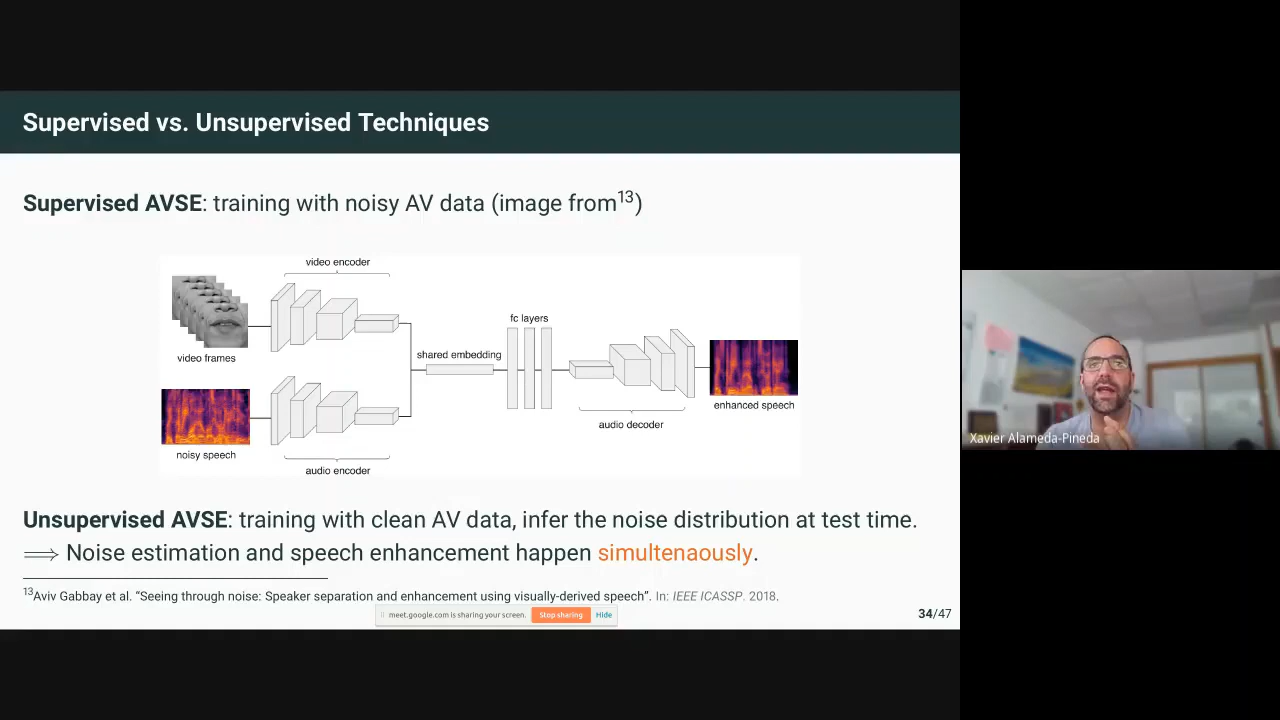 Supervised vs. Unsupervised Techniques
Supervised AVSE: training with noisy AV data (image from13)
video encoder
video frames
fc layers
shared embedding
noisy speech
audio encoder
audio decoder
enhanced speech
Unsupervised AVSE: training with clean AV data, infer the noise distribution at test time.
⟹ Noise estimation and speech enhancement happen simultenaously.
13Aviv Gabbay et al. “Seeing through noise: Speaker separation and enhancement using visually-derived speech”. In: IEEE ICASSP. 2018,
meet.google.com is sharing your screen. Stop sharing Hide
34/47
Xavier Alameda-Pineda